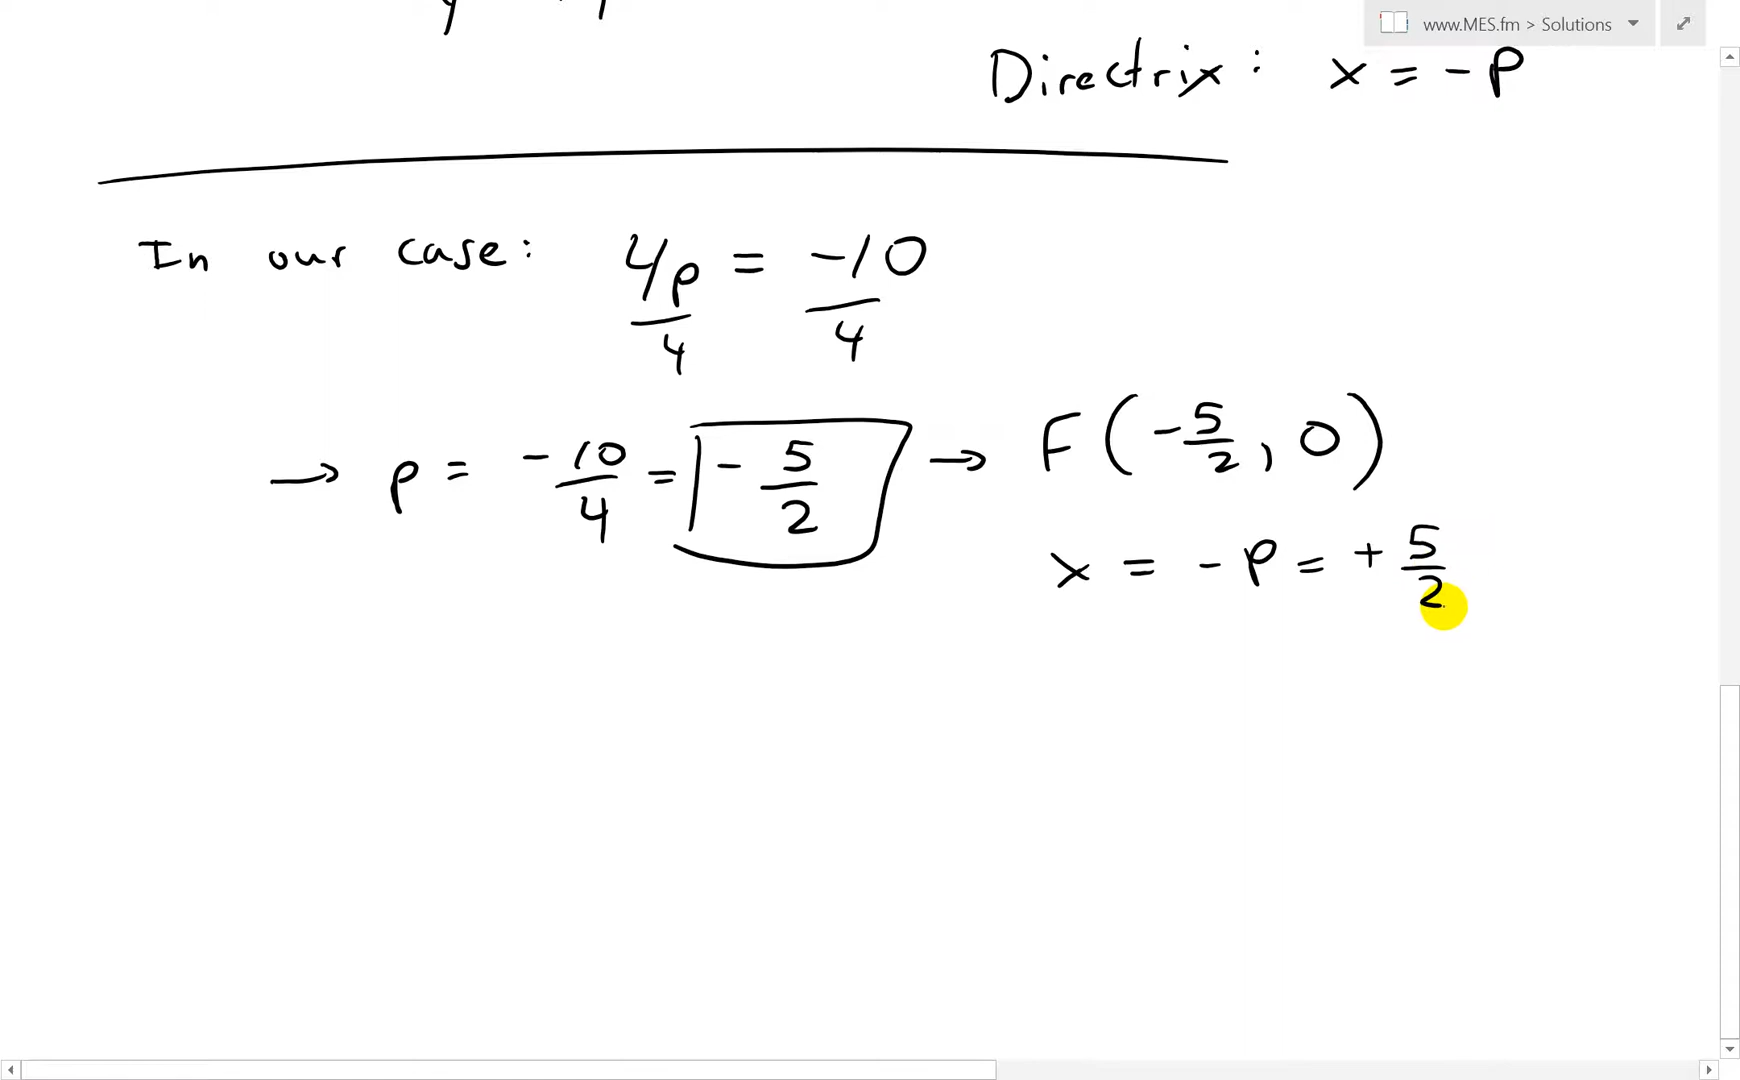 www.MES.fm > Solutions
Directrix: x = -p
In our case: 4p/4 = -10/4
→ p = -10/4 = -5/2 → F(-5/2, 0)
x = -p = +5/2